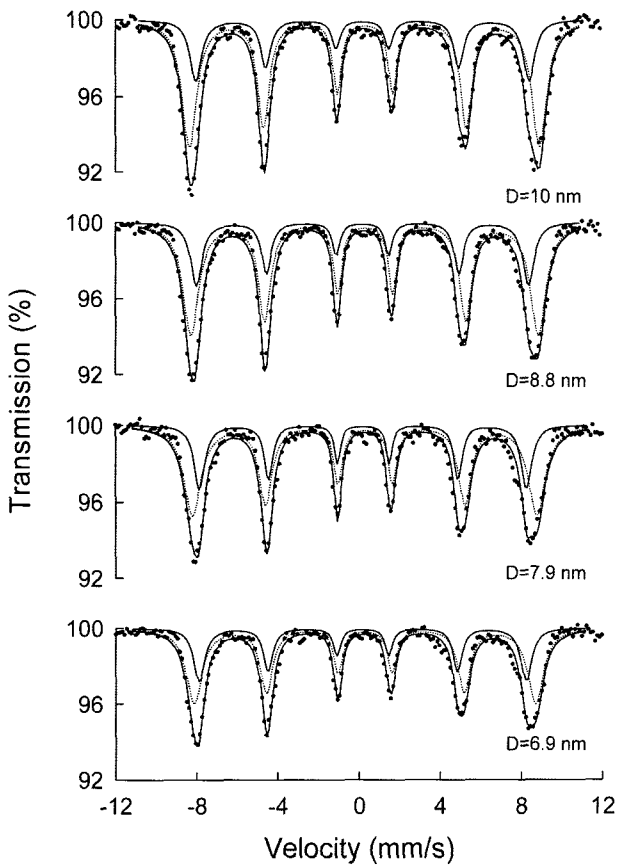 100
96
92
D=10 nm
100
96
92
D=8.8 nm
100
96
92
D=7.9 nm
100
96
92
D=6.9 nm
-12 -8 -4 0 4 8 12
Velocity (mm/s)
Transmission (%)